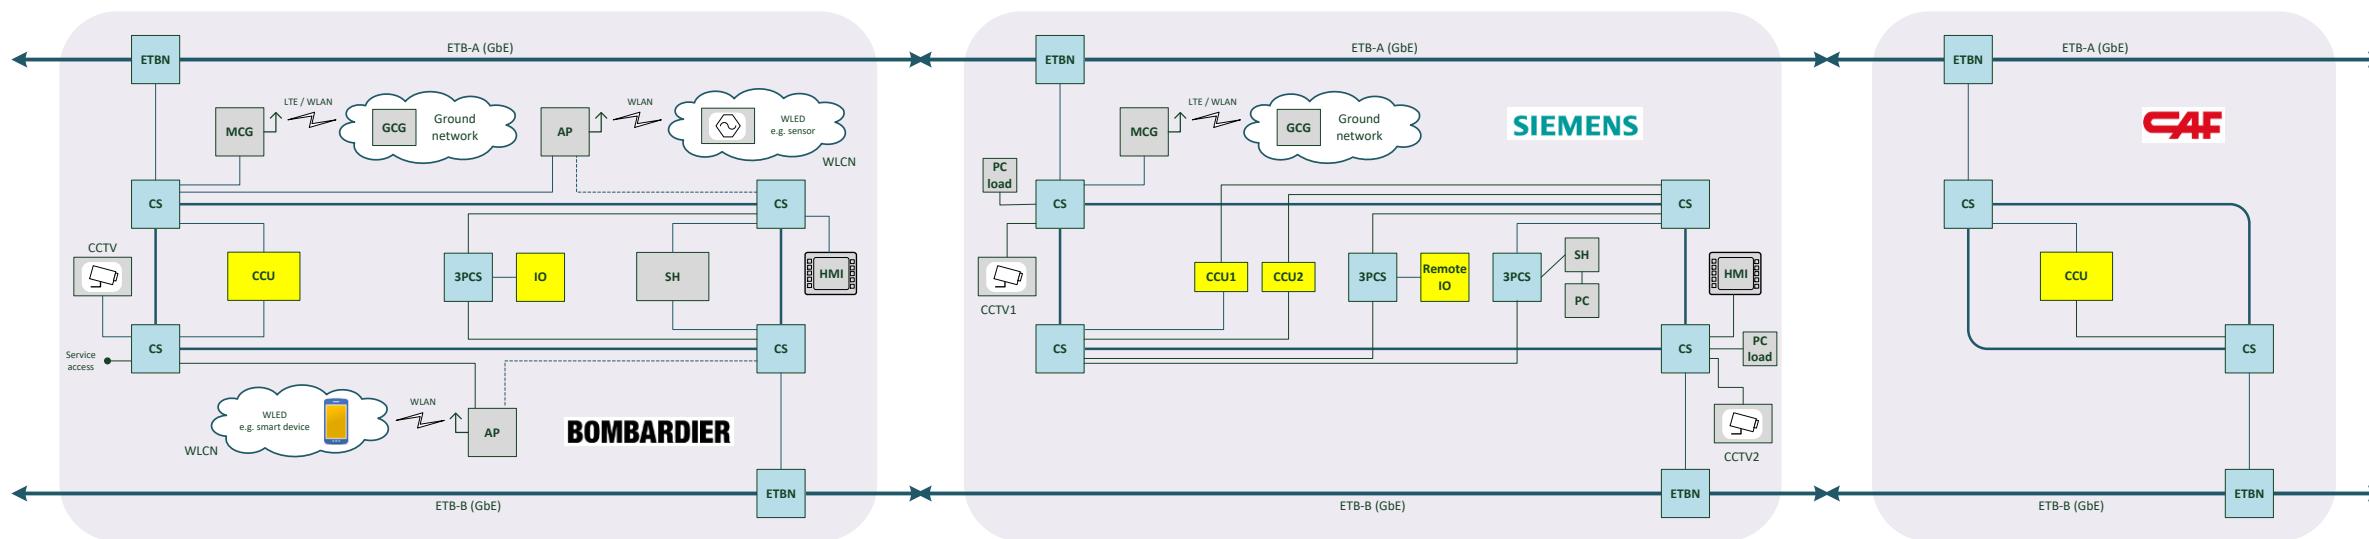 ETB-A (GbE)
ETBN
LTE / WLAN
MCG
GCG
Ground
network
WLAN
AP
WLED
e.g. sensor
WLCN
CS
CS
CCTV
CCU
3PCS
IO
SH
HMI
CS
CS
Service
access
WLAN
WLED
e.g. smart device
WLCN
AP
BOMBARDIER
ETBN
ETB-B (GbE)
ETB-A (GbE)
ETBN
LTE / WLAN
MCG
GCG
Ground
network
SIEMENS
PC
load
CS
CS
CCTV1
CCU1
CCU2
3PCS
Remote
IO
3PCS
SH
PC
HMI
CS
CS
PC
load
CCTV2
ETBN
ETB-B (GbE)
ETB-A (GbE)
ETBN
CAF
CS
CCU
CS
ETBN
ETB-B (GbE)